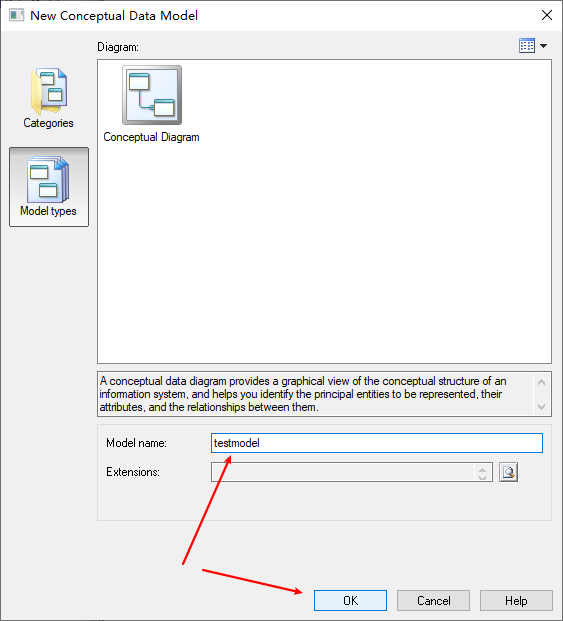 New Conceptual Data Model
Diagram:
Categories
Model types
Conceptual Diagram
A conceptual data diagram provides a graphical view of the conceptual structure of an
information system, and helps you identify the principal entities to be represented, their
attributes, and the relationships between them.
Model name:
testmodel
Extensions:
OK
Cancel
Help